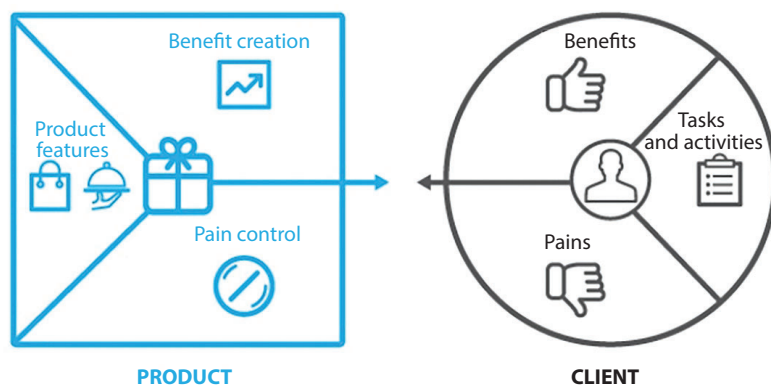 Benefit creation
Product
features
Pain control
PRODUCT
Benefits
Tasks
and activities
Pains
CLIENT